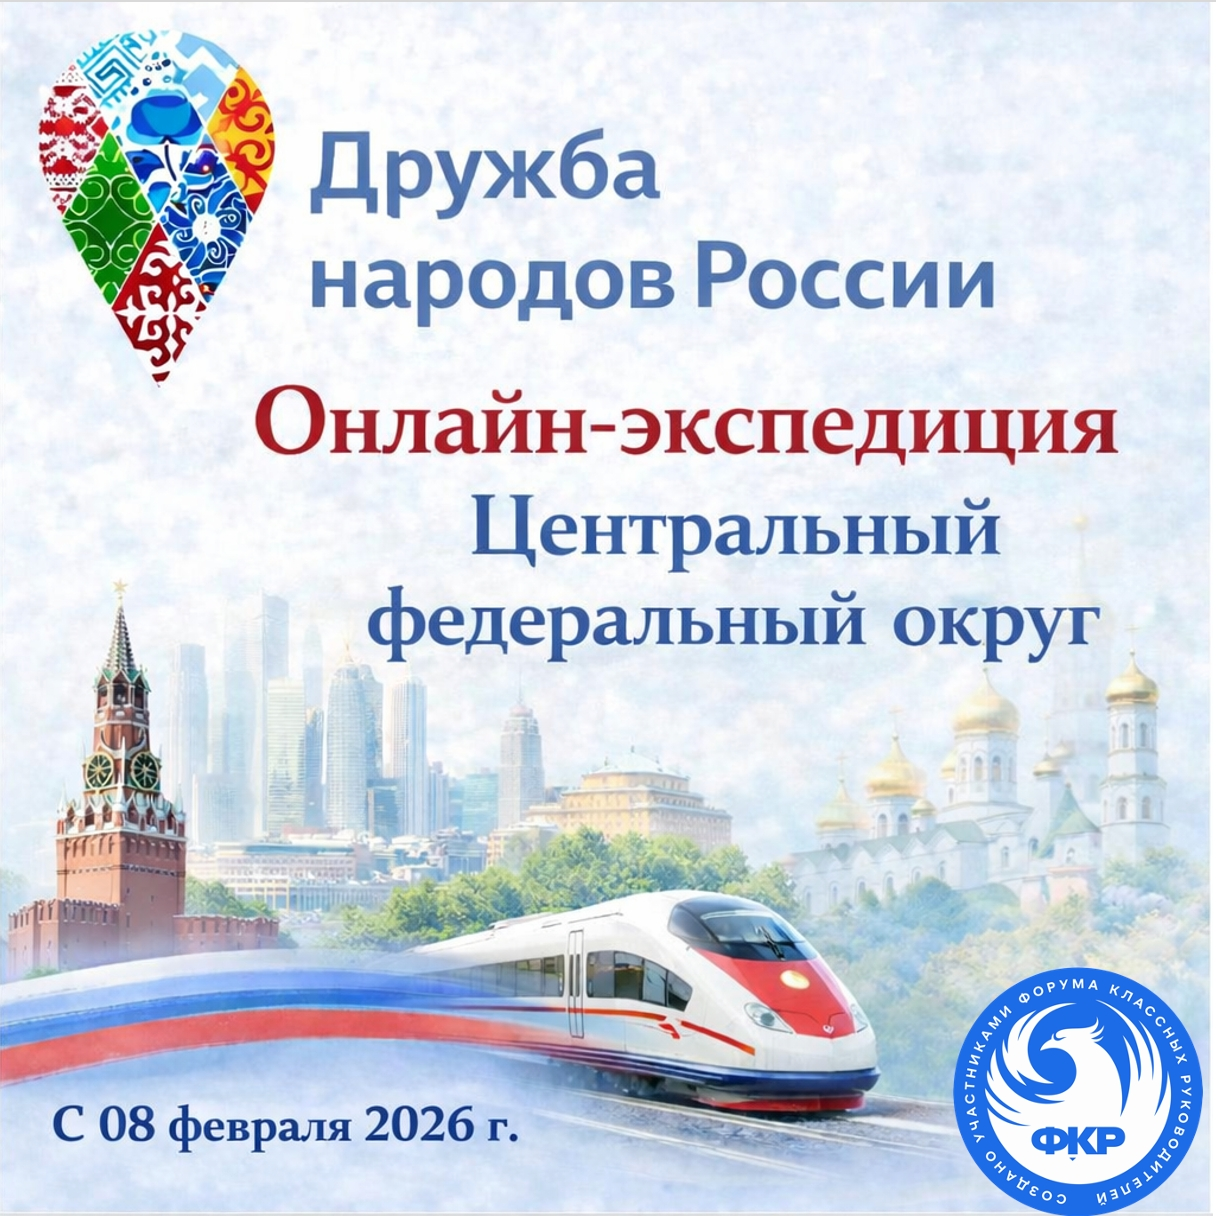 Дружба
народов России
Онлайн-экспедиция
Центральный
федеральный округ
С 08 февраля 2026 г.
СОЗДАНО УЧАСТНИКАМИ ФОРУМА КЛАССНЫХ РУКОВОДИТЕЛЕЙ
ФКР